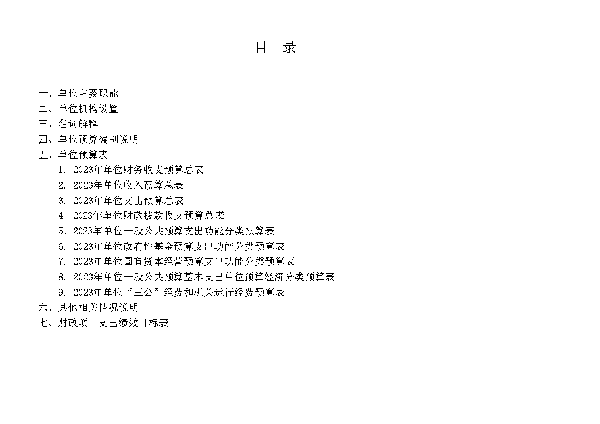 目 录
一、单位主要职能
二、单位机构设置
三、名词解释
四、单位预算编制说明
五、单位预算表
1. 2023年单位财务收支预算总表
2. 2023年单位收入预算总表
3. 2023年单位支出预算总表
4. 2023年单位财政拨款收支预算总表
5. 2023年单位一般公共预算支出功能分类预算表
6. 2023年单位政府性基金预算支出功能分类预算表
7. 2023年单位国有资本经营预算支出功能分类预算表
8. 2023年单位一般公共预算基本支出单位预算经济分类预算表
9. 2023年单位“三公”经费和机关运行经费预算表
六、其他相关情况说明
七、财政项目支出绩效目标表